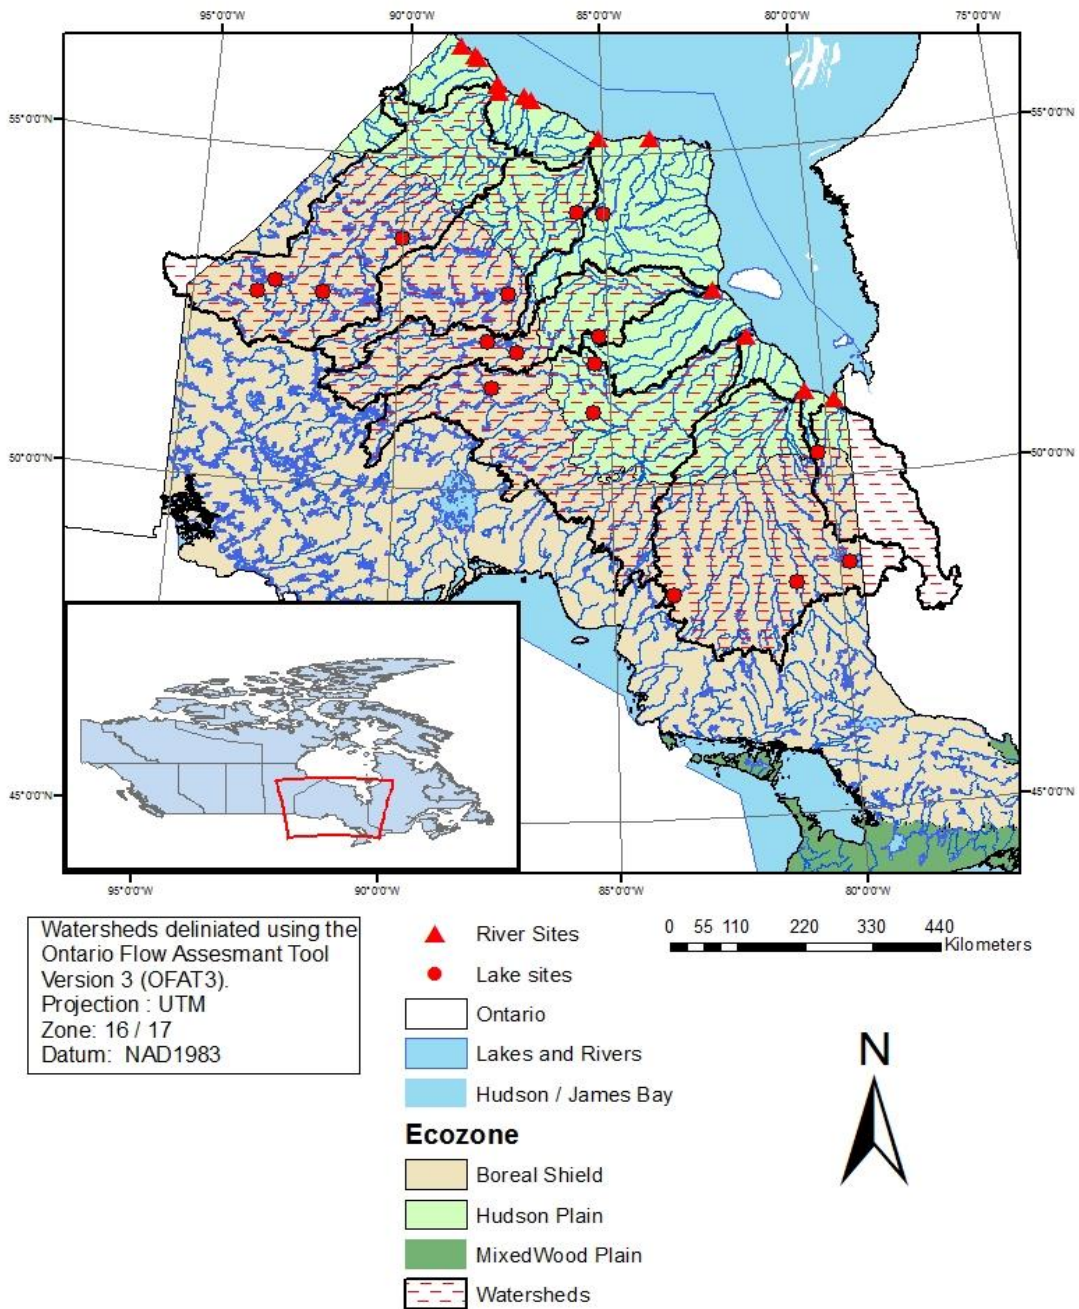 95°0'0"W 90°0'0"W 85°0'0"W 80°0'0"W 75°0'0"W
55°0'0"N 55°0'0"N
50°0'0"N 50°0'0"N
45°0'0"N 45°0'0"N
95°0'0"W 90°0'0"W 85°0'0"W 80°0'0"W
Watersheds deliniated using the
Ontario Flow Assesmant Tool
Version 3 (OFAT3).
Projection : UTM
Zone: 16 / 17
Datum: NAD1983
River Sites
Lake sites
Ontario
Lakes and Rivers
Hudson / James Bay
Ecozone
Boreal Shield
Hudson Plain
MixedWood Plain
Watersheds
0 55 110 220 330 440
Kilometers
N